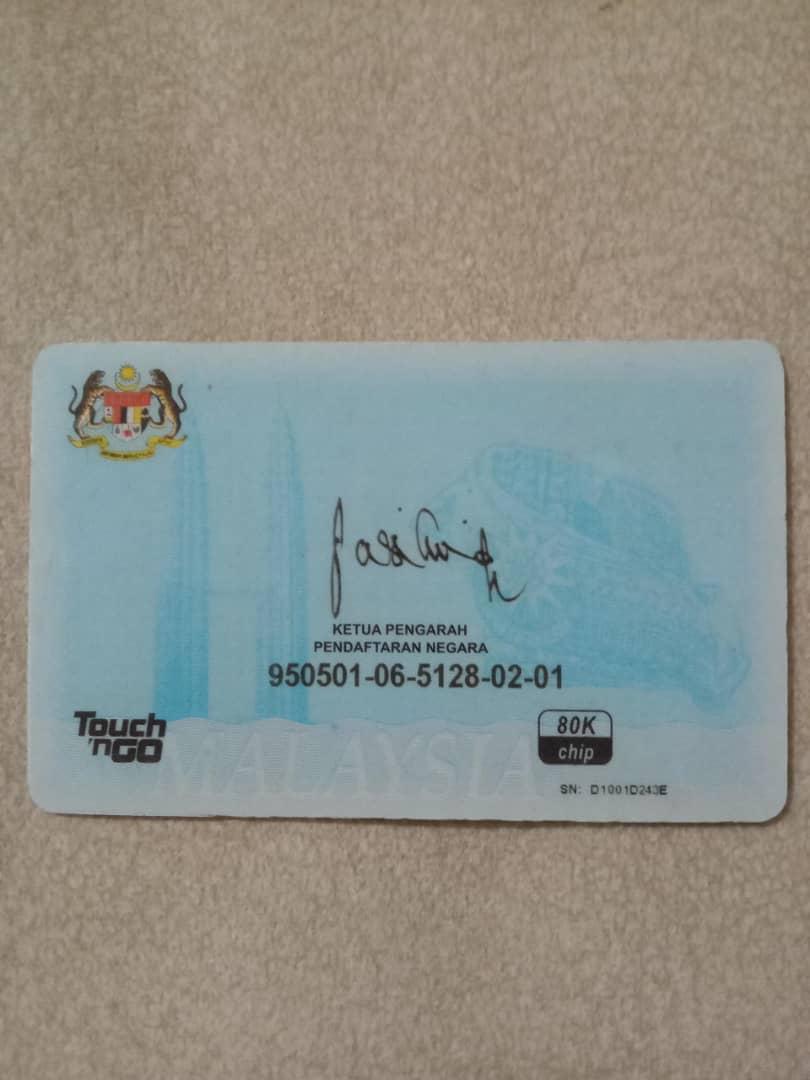 KETUA PENGARAH
PENDAFTARAN NEGARA
950501-06-5128-02-01
Touch
'nGO
MALAYSIA
80K
chip
SN: D1001D243E